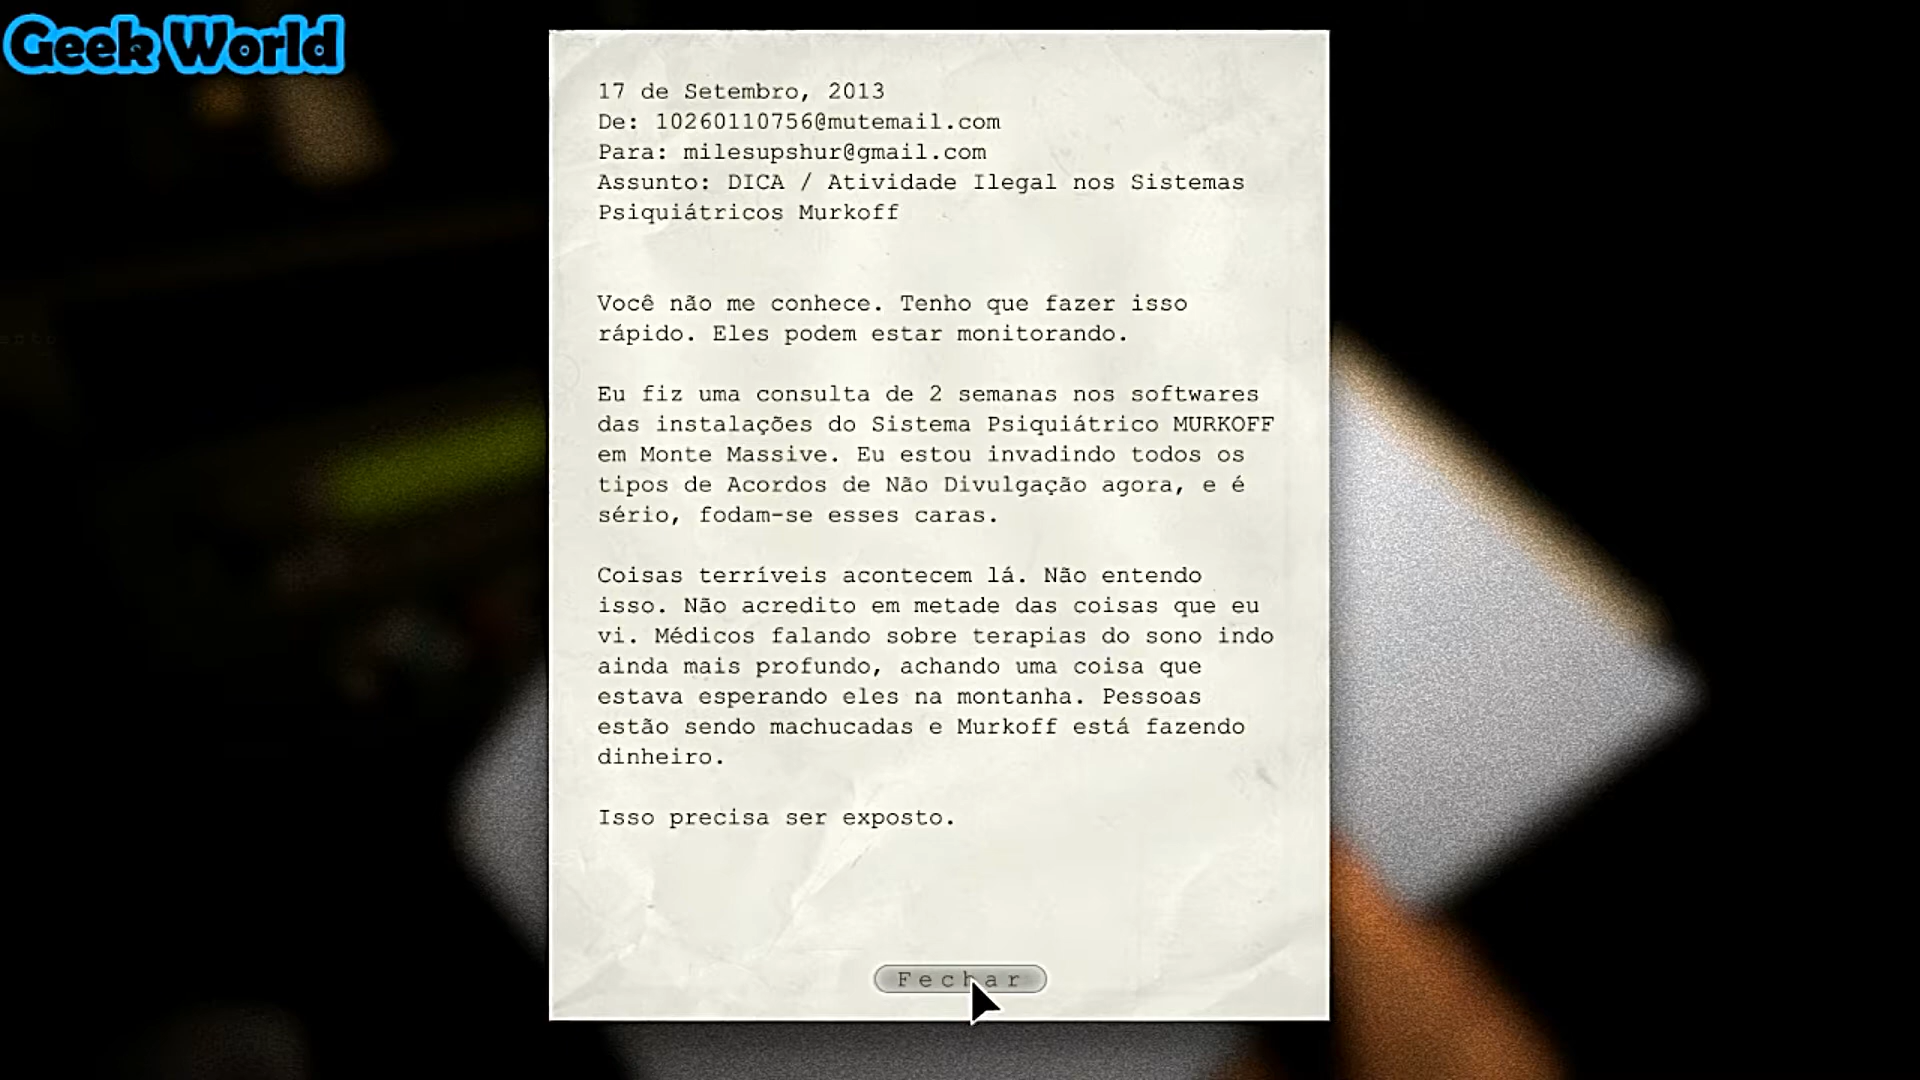 Geek World
17 de Setembro, 2013
De: 10260110756@mutemail.com
Para: milesupshur@gmail.com
Assunto: DICA / Atividade Ilegal nos Sistemas
Psiquiátricos Murkoff
Você não me conhece. Tenho que fazer isso
rápido. Eles podem estar monitorando.
Eu fiz uma consulta de 2 semanas nos softwares
das instalações do Sistema Psiquiátrico MURKOFF
em Monte Massive. Eu estou invadindo todos os
tipos de Acordos de Não Divulgação agora, e é
sério, fodam-se esses caras.
Coisas terríveis acontecem lá. Não entendo
isso. Não acredito em metade das coisas que eu
vi. Médicos falando sobre terapias do sono indo
ainda mais profundo, achando uma coisa que
estava esperando eles na montanha. Pessoas
estão sendo machucadas e Murkoff está fazendo
dinheiro.
Isso precisa ser exposto.
Fechar